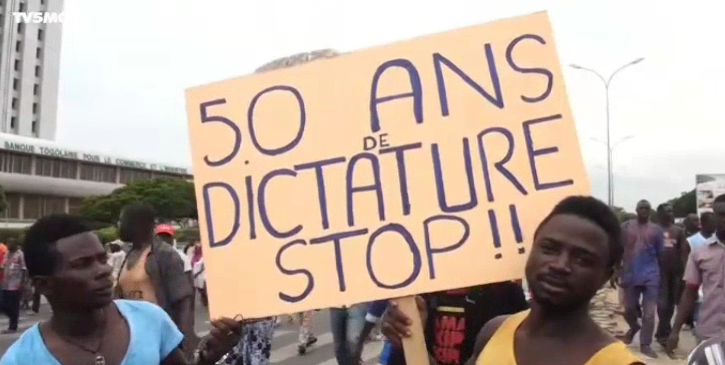 TV5MO
BANQUE TOGOLAISE POUR LE COMMERCE ET L'INDUSTRIE
50 ANS
DE
DICTATURE
STOP!!